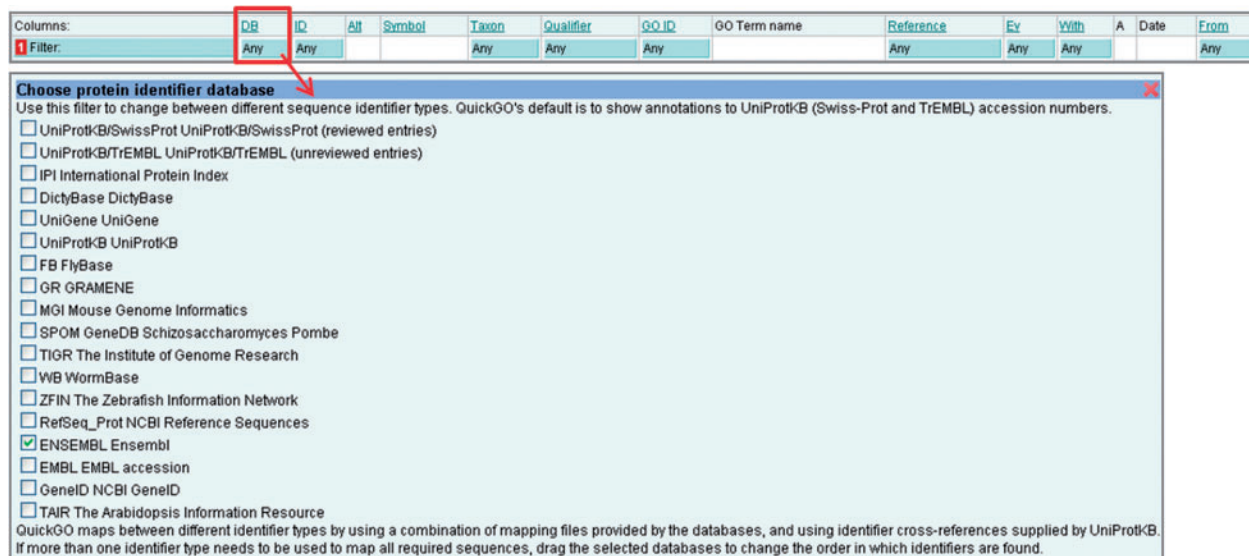 Columns: DB ID Alt Symbol Taxon Qualifier GO ID GO Term name Reference Ev With A Date From
1 Filter: Any Any Any Any Any Any Any Any Any
Choose protein identifier database
Use this filter to change between different sequence identifier types. QuickGO's default is to show annotations to UniProtKB (Swiss-Prot and TrEMBL) accession numbers.
UniProtKB/SwissProt UniProtKB/SwissProt (reviewed entries)
UniProtKB/TrEMBL UniProtKB/TrEMBL (unreviewed entries)
IPI International Protein Index
DictyBase DictyBase
UniGene UniGene
UniProtKB UniProtKB
FB FlyBase
GR GRAMENE
MGI Mouse Genome Informatics
SPOM GeneDB Schizosaccharomyces Pombe
TIGR The Institute of Genome Research
WB WormBase
ZFIN The Zebrafish Information Network
RefSeq_Prot NCBI Reference Sequences
ENSEMBL Ensembl
EMBL EMBL accession
GeneID NCBI GeneID
TAIR The Arabidopsis Information Resource
QuickGO maps between different identifier types by using a combination of mapping files provided by the databases, and using identifier cross-references supplied by UniProtKB.
If more than one identifier type needs to be used to map all required sequences, drag the selected databases to change the order in which identifiers are found.